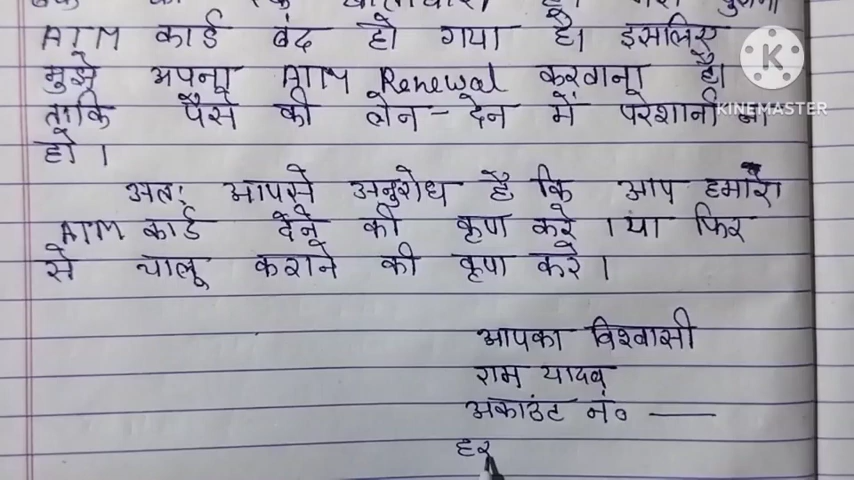 ATM कार्ड बंद हो गया है। इसलिए
मुझे अपना ATM Renewal करवाना है।
ताकि पैसे की लेन-देन में परेशानी ना
हो।
अतः आपसे अनुरोध है कि आप हमारा
ATM कार्ड देने की कृपा करे। या फिर
से चालू कराने की कृपा करें।
आपका विश्वासी
राम यादव
अकाउंट नं० ——
हस
KINEMASTER